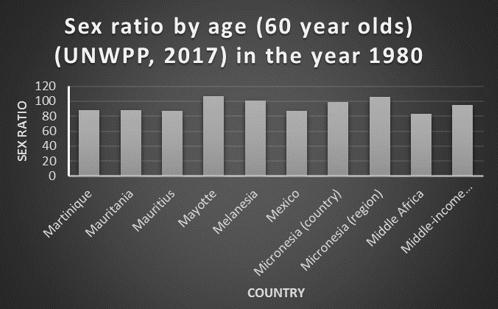 Sex ratio by age (60 year olds)
(UNWPP, 2017) in the year 1980
120
100
80
60
40
20
0
SEX RATIO
Martinique
Mauritania
Mauritius
Mayotte
Melanesia
Mexico
Micronesia (country)
Micronesia (region)
Middle Africa
Middle-income...
COUNTRY